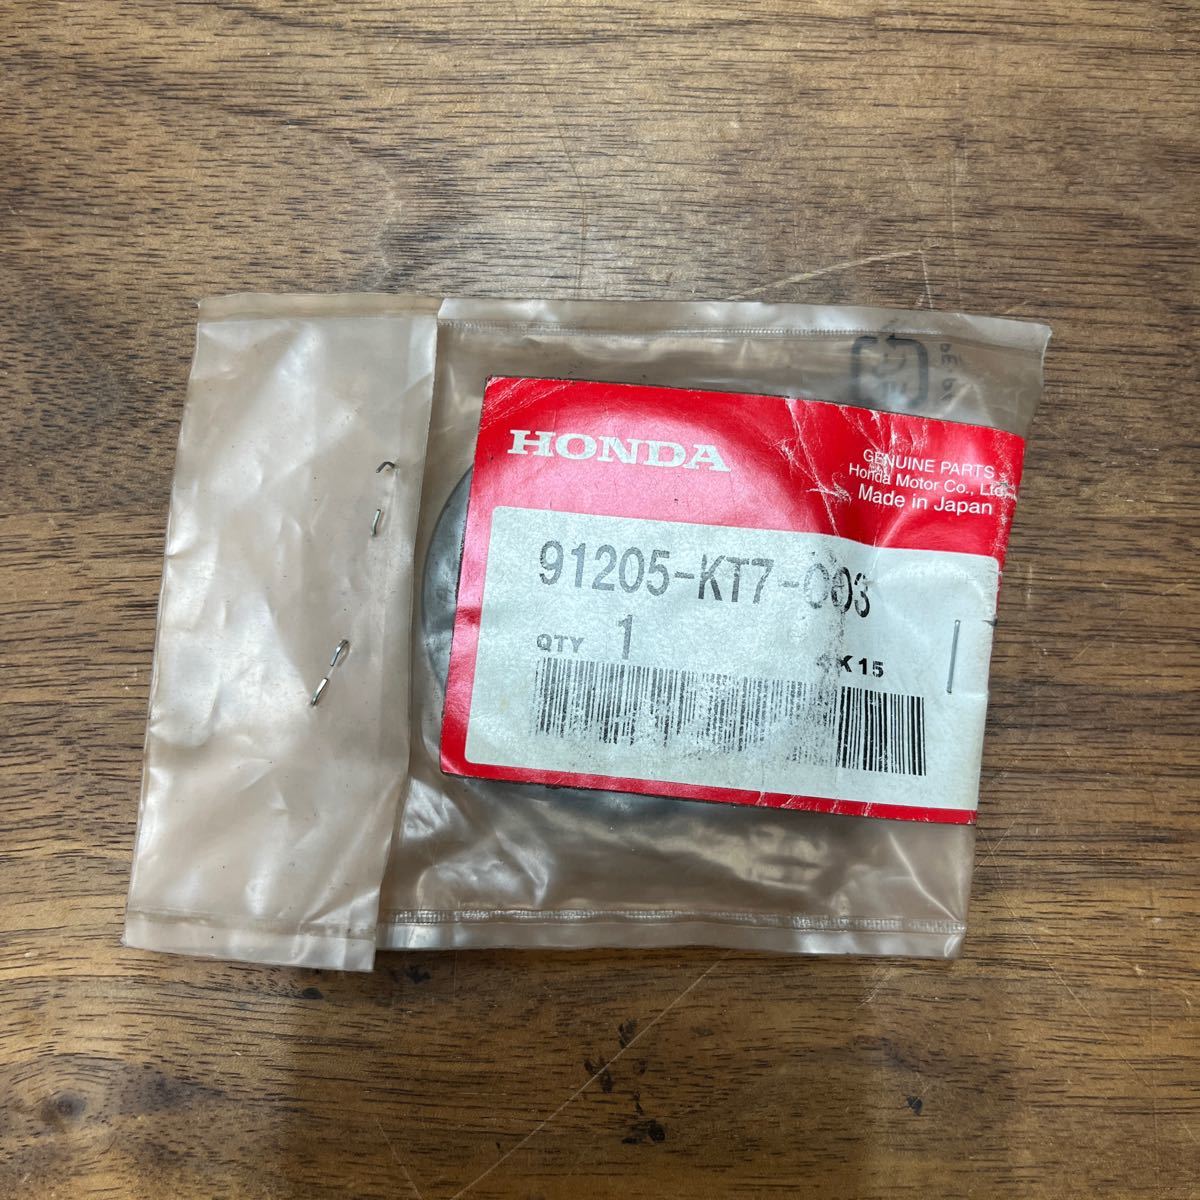 HONDA
GENUINE PARTS
Honda Motor Co., Ltd.
Made in Japan
91205-KT7-003
QTY 1
K15